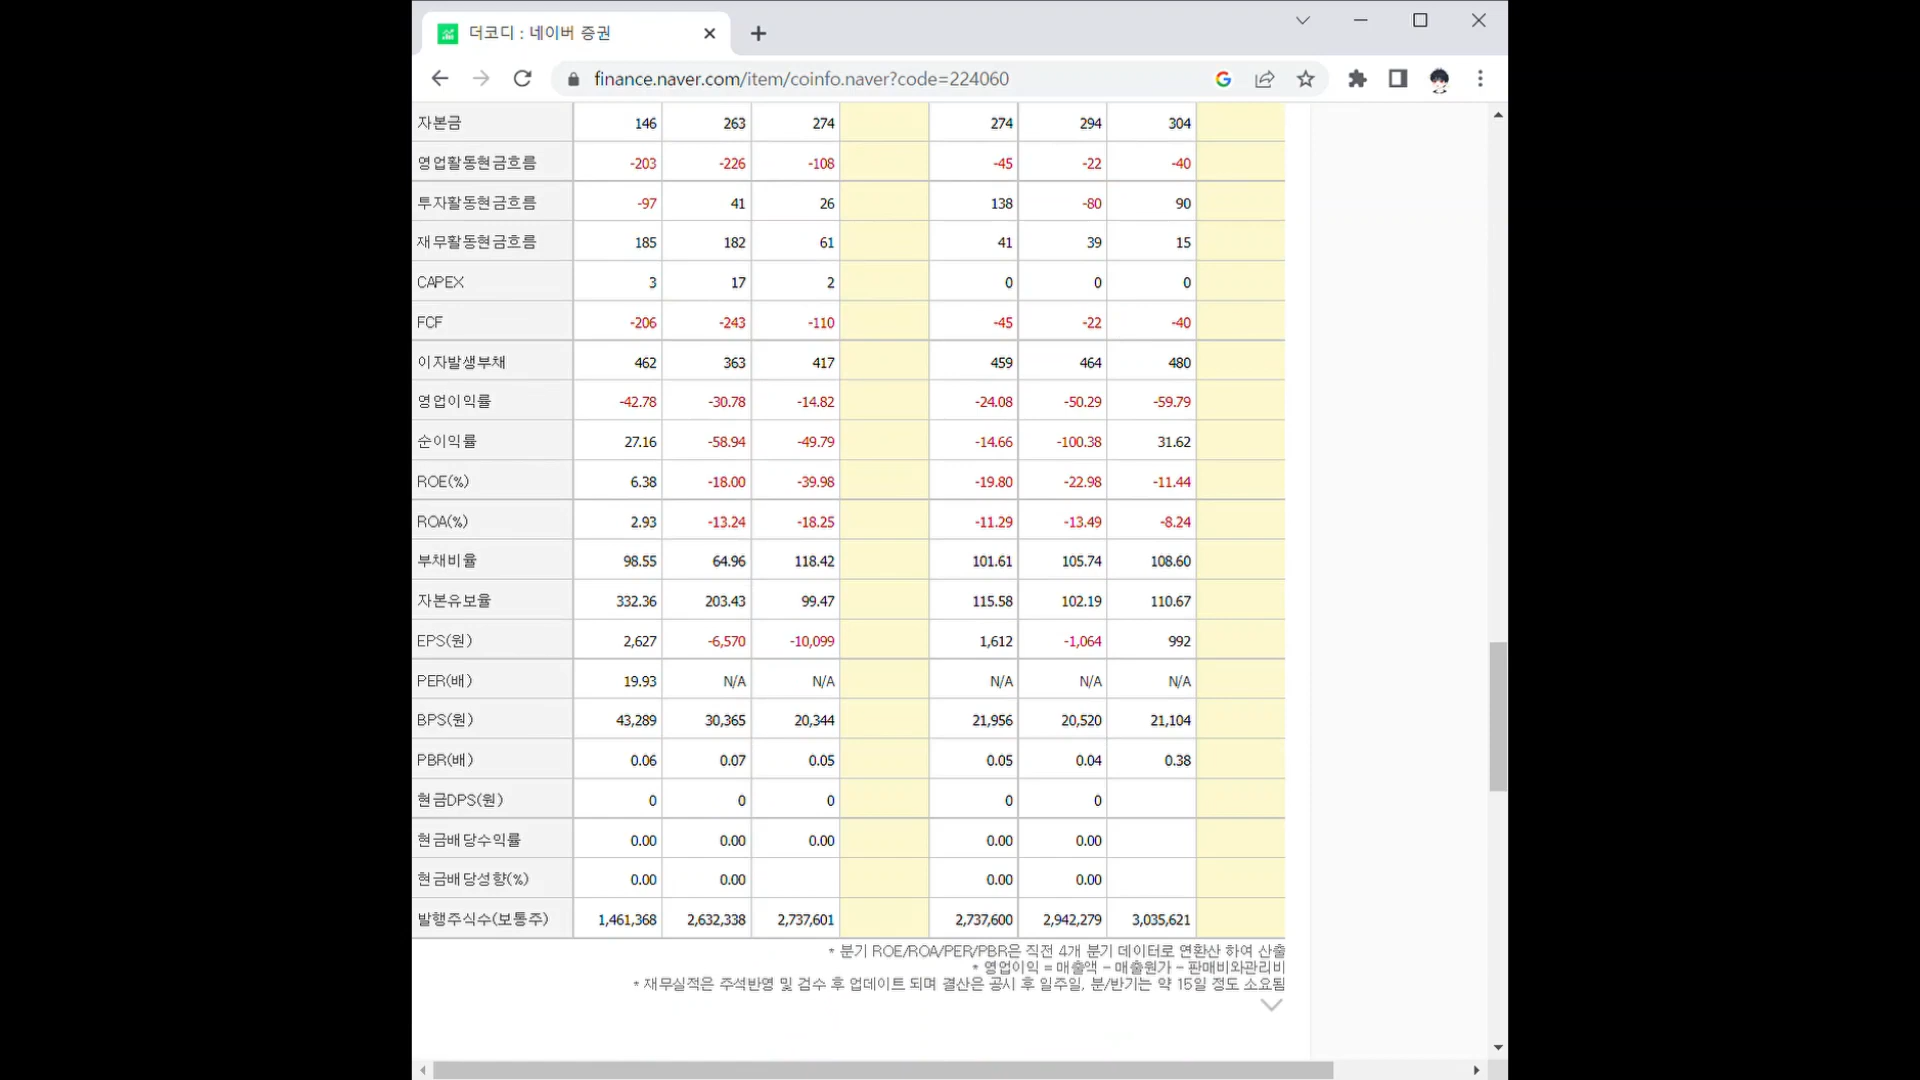 더코디 : 네이버 증권
finance.naver.com/item/coinfo.naver?code=224060
자본금 146 263 274 274 294 304
영업활동현금흐름 -203 -226 -108 -45 -22 -40
투자활동현금흐름 -97 41 26 138 -80 90
재무활동현금흐름 185 182 61 41 39 15
CAPEX 3 17 2 0 0 0
FCF -206 -243 -110 -45 -22 -40
이자발생부채 462 363 417 459 464 480
영업이익률 -42.78 -30.78 -14.82 -24.08 -50.29 -59.79
순이익률 27.16 -58.94 -49.79 -14.66 -100.38 31.62
ROE(%) 6.38 -18.00 -39.98 -19.80 -22.98 -11.44
ROA(%) 2.93 -13.24 -18.25 -11.29 -13.49 -8.24
부채비율 98.55 64.96 118.42 101.61 105.74 108.60
자본유보율 332.36 203.43 99.47 115.58 102.19 110.67
EPS(원) 2,627 -6,570 -10,099 1,612 -1,064 992
PER(배) 19.93 N/A N/A N/A N/A N/A
BPS(원) 43,289 30,365 20,344 21,956 20,520 21,104
PBR(배) 0.06 0.07 0.05 0.05 0.04 0.38
현금DPS(원) 0 0 0 0 0
현금배당수익률 0.00 0.00 0.00 0.00 0.00
현금배당성향(%) 0.00 0.00 0.00 0.00
발행주식수(보통주) 1,461,368 2,632,338 2,737,601 2,737,600 2,942,279 3,035,621
* 분기 ROE/ROA/PER/PBR은 직전 4개 분기 데이터로 연환산 하여 산출
* 영업이익 = 매출액 - 매출원가 - 판매비와관리비
* 재무실적은 주석반영 및 검수 후 업데이트 되며 결산은 공시 후 일주일, 분/반기는 약 15일 정도 소요됨